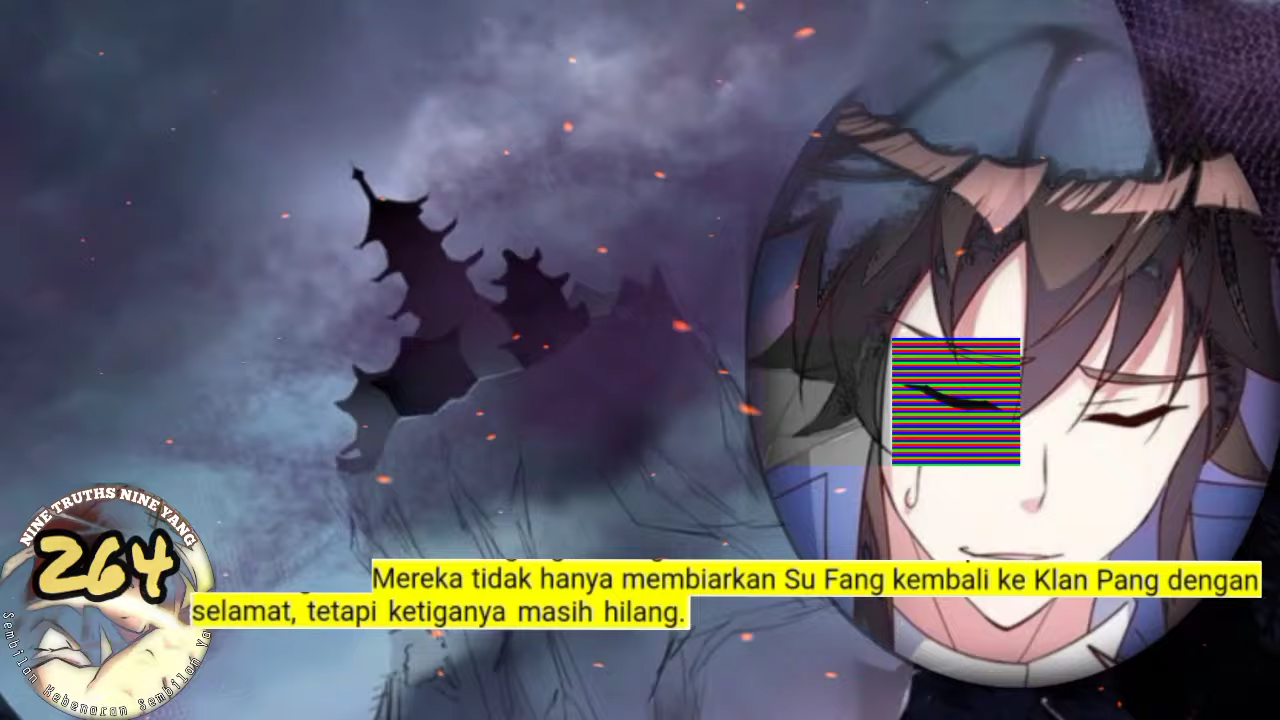 NINE TRUTHS NINE YANG
264
Mereka tidak hanya membiarkan Su Fang kembali ke Klan Pang dengan
selamat, tetapi ketiganya masih hilang.
Sembilan Kebenaran Sembilan Ya